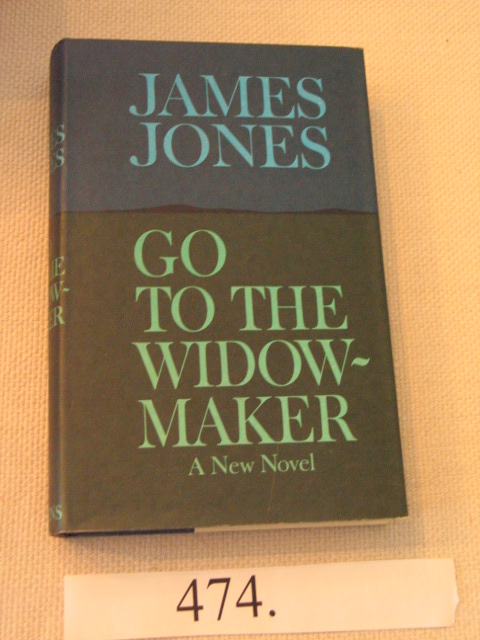 JAMES
JONES
GO
TO THE
WIDOW~
MAKER
A New Novel
474.